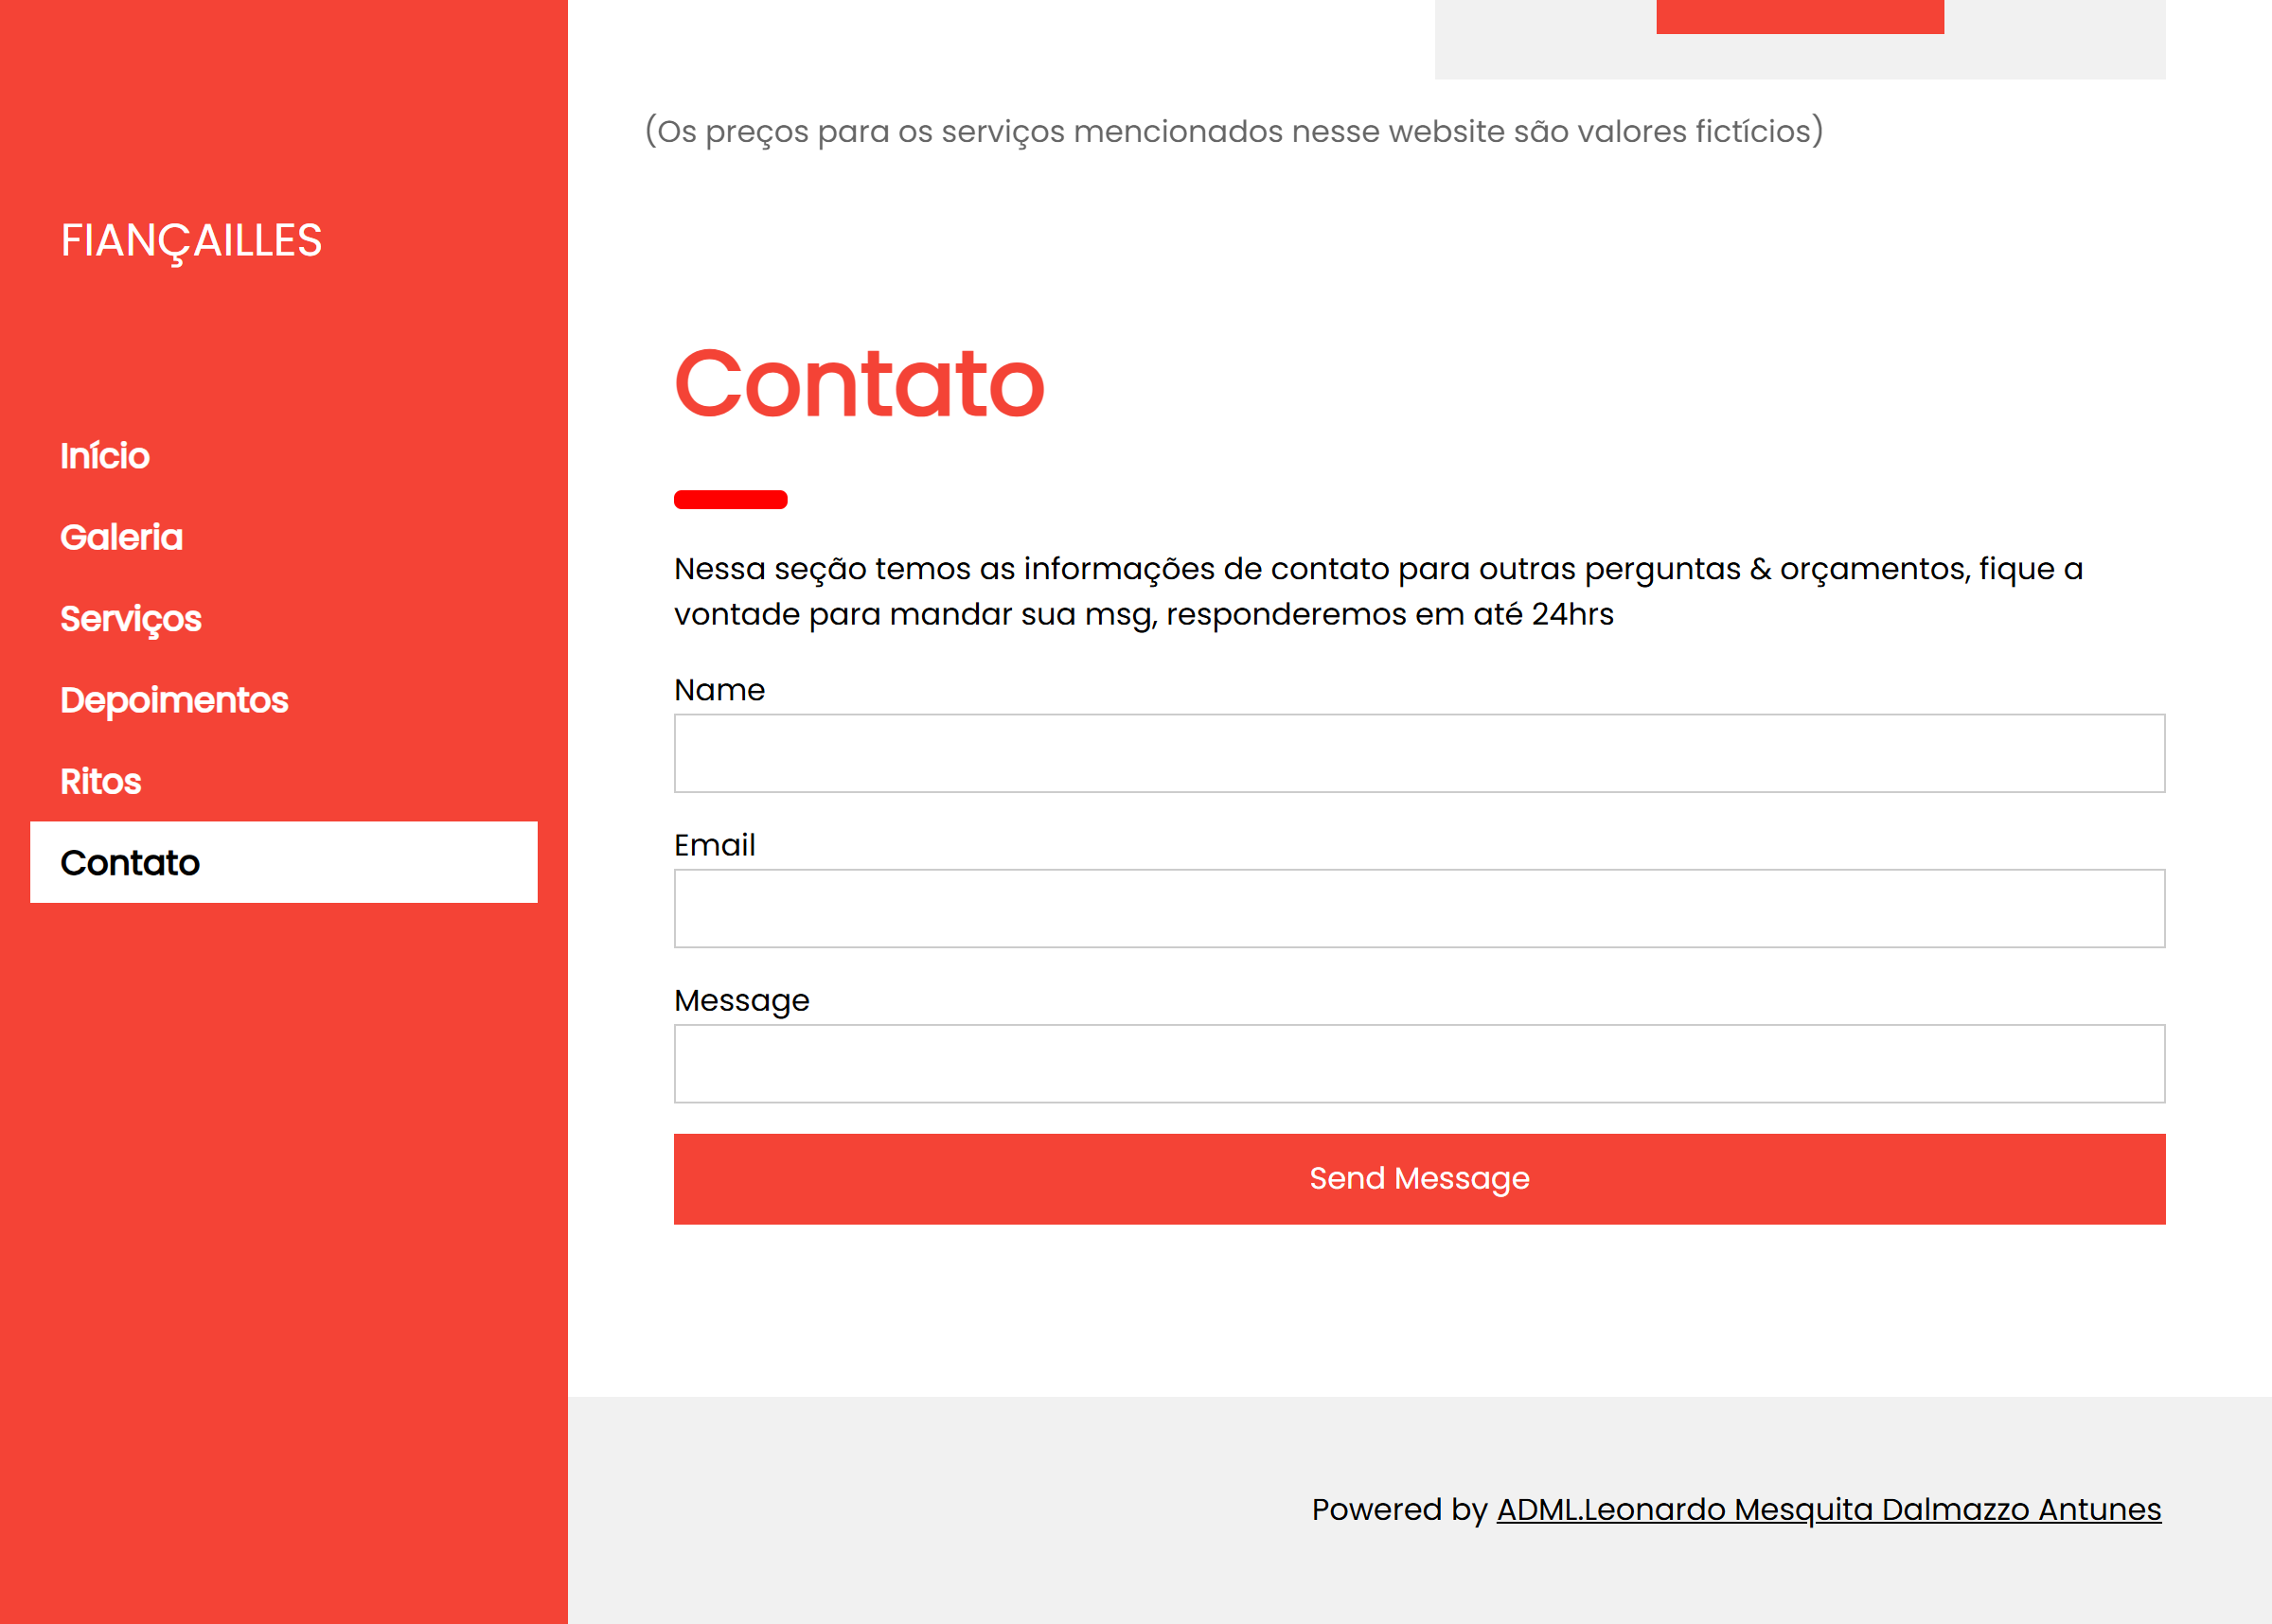 FIANÇAILLES
Início
Galeria
Serviços
Depoimentos
Ritos
Contato
(Os preços para os serviços mencionados nesse website são valores fictícios)
Contato
Nessa seção temos as informações de contato para outras perguntas & orçamentos, fique a
vontade para mandar sua msg, responderemos em até 24hrs
Name
Email
Message
Send Message
Powered by ADML.Leonardo Mesquita Dalmazzo Antunes